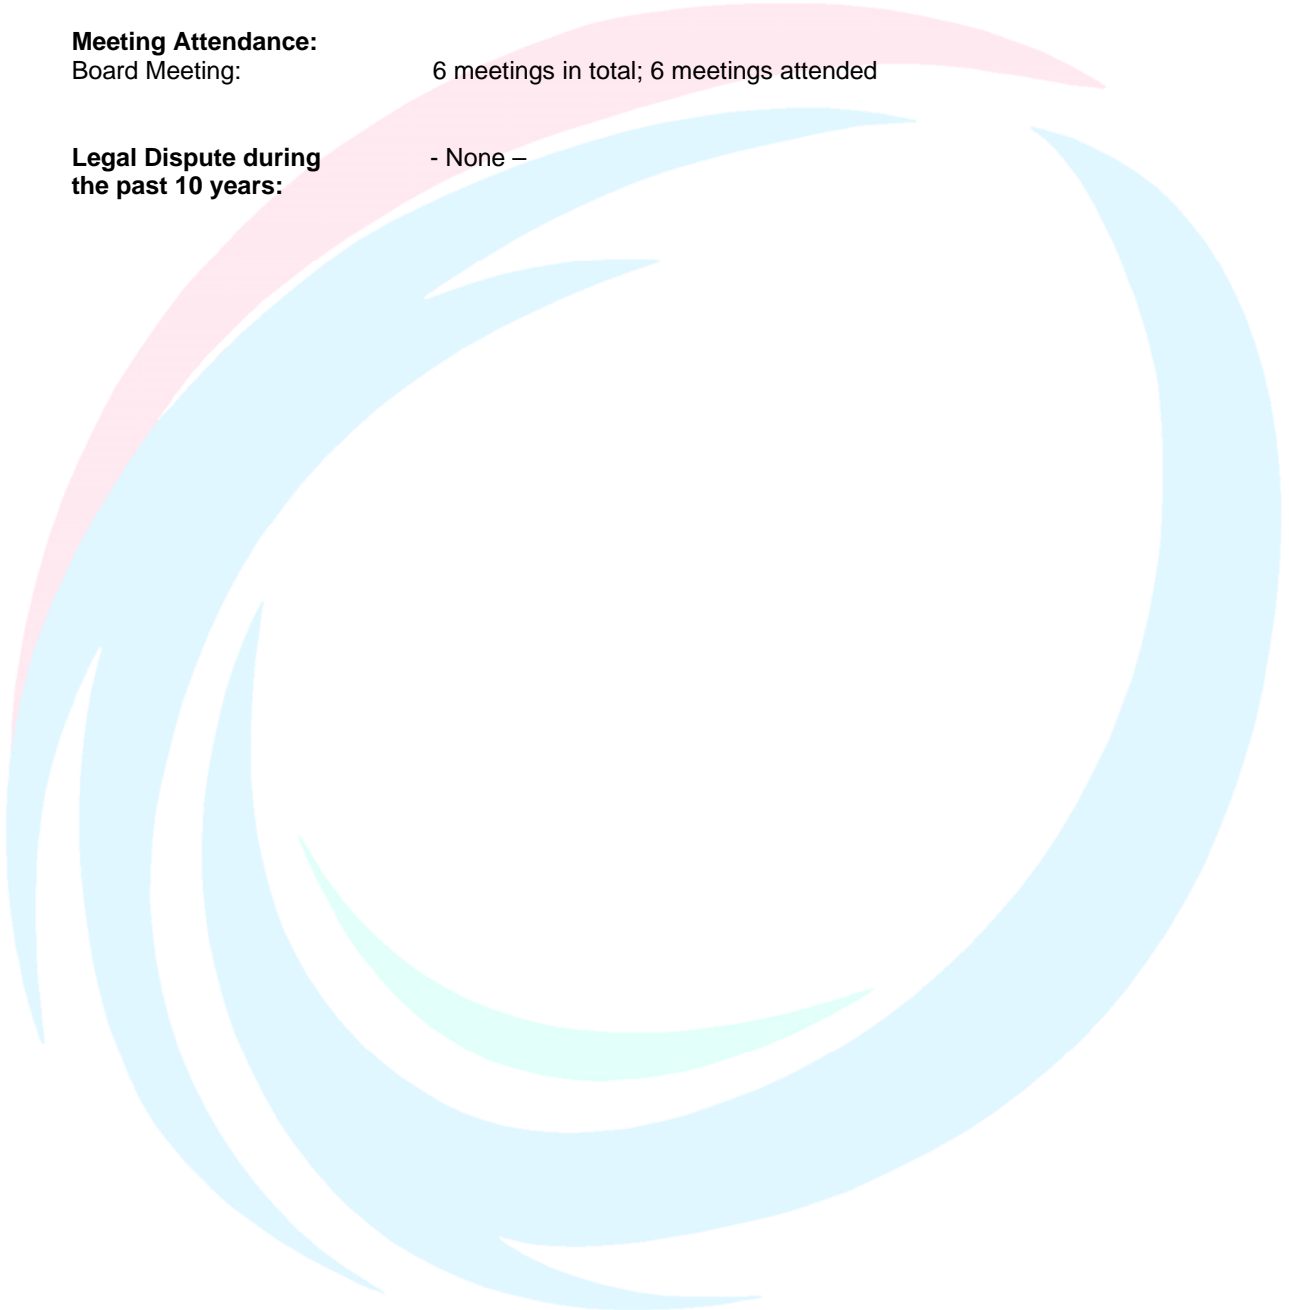 Meeting Attendance:
Board Meeting: 6 meetings in total; 6 meetings attended
Legal Dispute during - None –
the past 10 years: